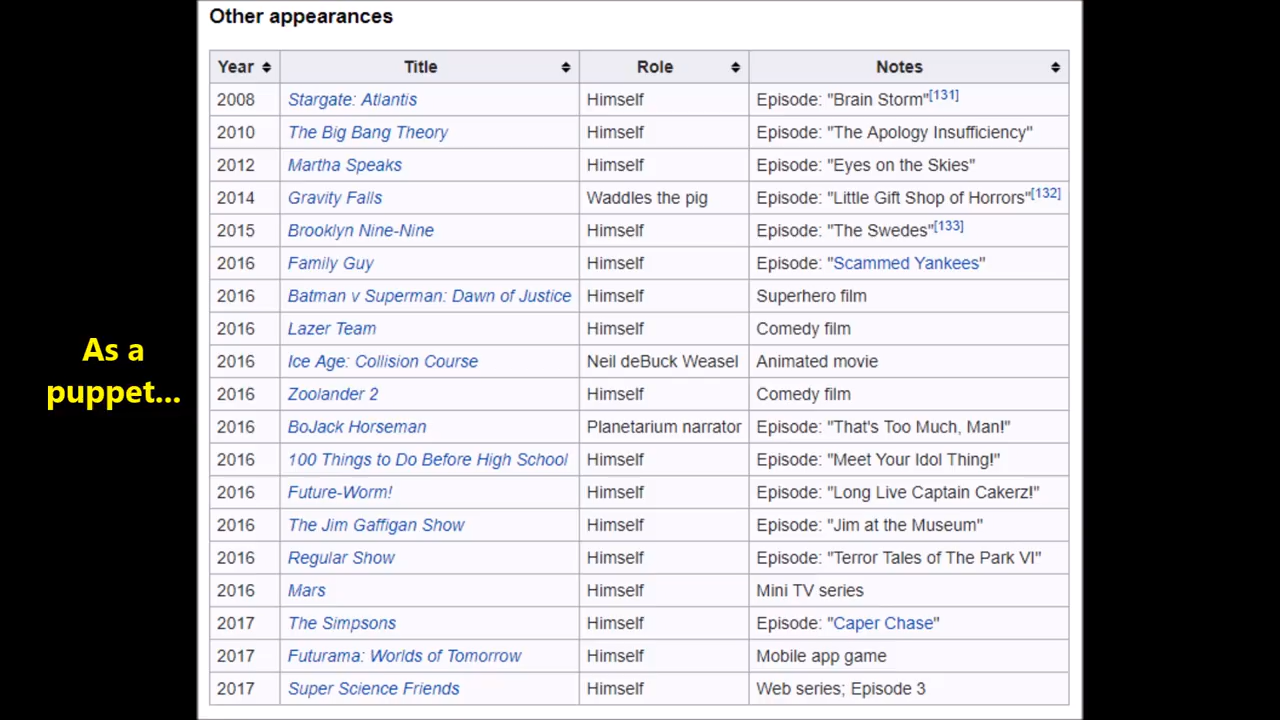 Other appearances
Year Title Role Notes
2008 Stargate: Atlantis Himself Episode: "Brain Storm"[131]
2010 The Big Bang Theory Himself Episode: "The Apology Insufficiency"
2012 Martha Speaks Himself Episode: "Eyes on the Skies"
2014 Gravity Falls Waddles the pig Episode: "Little Gift Shop of Horrors"[132]
2015 Brooklyn Nine-Nine Himself Episode: "The Swedes"[133]
2016 Family Guy Himself Episode: "Scammed Yankees"
2016 Batman v Superman: Dawn of Justice Himself Superhero film
2016 Lazer Team Himself Comedy film
2016 Ice Age: Collision Course Neil deBuck Weasel Animated movie
2016 Zoolander 2 Himself Comedy film
2016 BoJack Horseman Planetarium narrator Episode: "That's Too Much, Man!"
2016 100 Things to Do Before High School Himself Episode: "Meet Your Idol Thing!"
2016 Future-Worm! Himself Episode: "Long Live Captain Cakerz!"
2016 The Jim Gaffigan Show Himself Episode: "Jim at the Museum"
2016 Regular Show Himself Episode: "Terror Tales of The Park VI"
2016 Mars Himself Mini TV series
2017 The Simpsons Himself Episode: "Caper Chase"
2017 Futurama: Worlds of Tomorrow Himself Mobile app game
2017 Super Science Friends Himself Web series; Episode 3
As a
puppet...